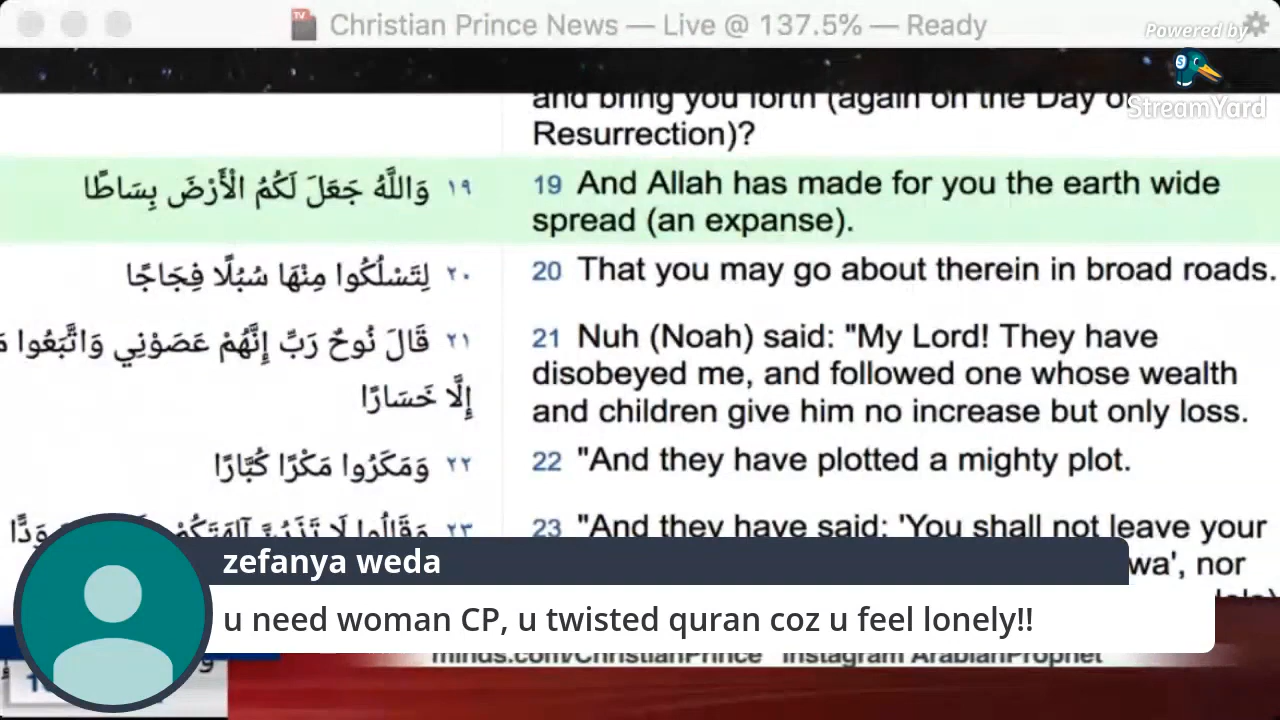 Christian Prince News — Live @ 137.5% — Ready
Powered by
StreamYard
and bring you forth (again on the Day of
Resurrection)?
وَاللَّهُ جَعَلَ لَكُمُ الْأَرْضَ بِسَاطًا ١٩
19 And Allah has made for you the earth wide
spread (an expanse).
لِتَسْلُكُوا مِنْهَا سُبُلًا فِجَاجًا ٢٠
20 That you may go about therein in broad roads.
قَالَ نُوحٌ رَبِّ إِنَّهُمْ عَصَوْنِي وَاتَّبَعُوا ٢١
إِلَّا خَسَارًا
21 Nuh (Noah) said: "My Lord! They have
disobeyed me, and followed one whose wealth
and children give him no increase but only loss.
وَمَكَرُوا مَكْرًا كُبَّارًا ٢٢
22 "And they have plotted a mighty plot.
وَقَالُوا لَا تَذَرُنَّ آلِهَتَكُمْ وَدًّا ٢٣
23 "And they have said: 'You shall not leave your
wa', nor
zefanya weda
u need woman CP, u twisted quran coz u feel lonely!!
minds.com/ChristianPrince Instagram ArabianProphet